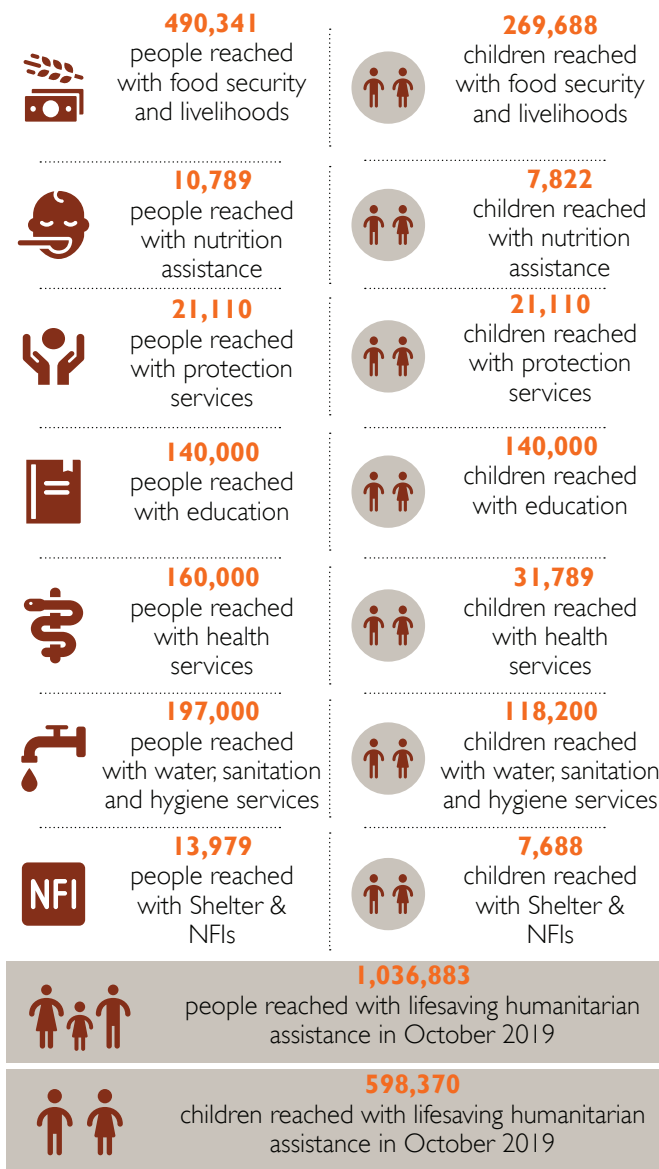 490,341
people reached
with food security
and livelihoods
269,688
children reached
with food security
and livelihoods
10,789
people reached
with nutrition
assistance
7,822
children reached
with nutrition
assistance
21,110
people reached
with protection
services
21,110
children reached
with protection
services
140,000
people reached
with education
140,000
children reached
with education
160,000
people reached
with health
services
31,789
children reached
with health
services
197,000
people reached
with water, sanitation
and hygiene services
118,200
children reached
with water, sanitation
and hygiene services
NFI
13,979
people reached
with Shelter &
NFIs
7,688
children reached
with Shelter &
NFIs
1,036,883
people reached with lifesaving humanitarian
assistance in October 2019
598,370
children reached with lifesaving humanitarian
assistance in October 2019